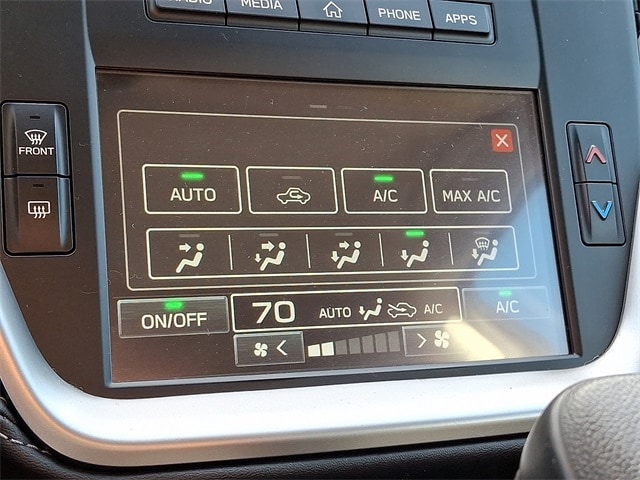 RADIO MEDIA PHONE APPS
FRONT
AUTO A/C MAX A/C
ON/OFF 70 AUTO A/C A/C